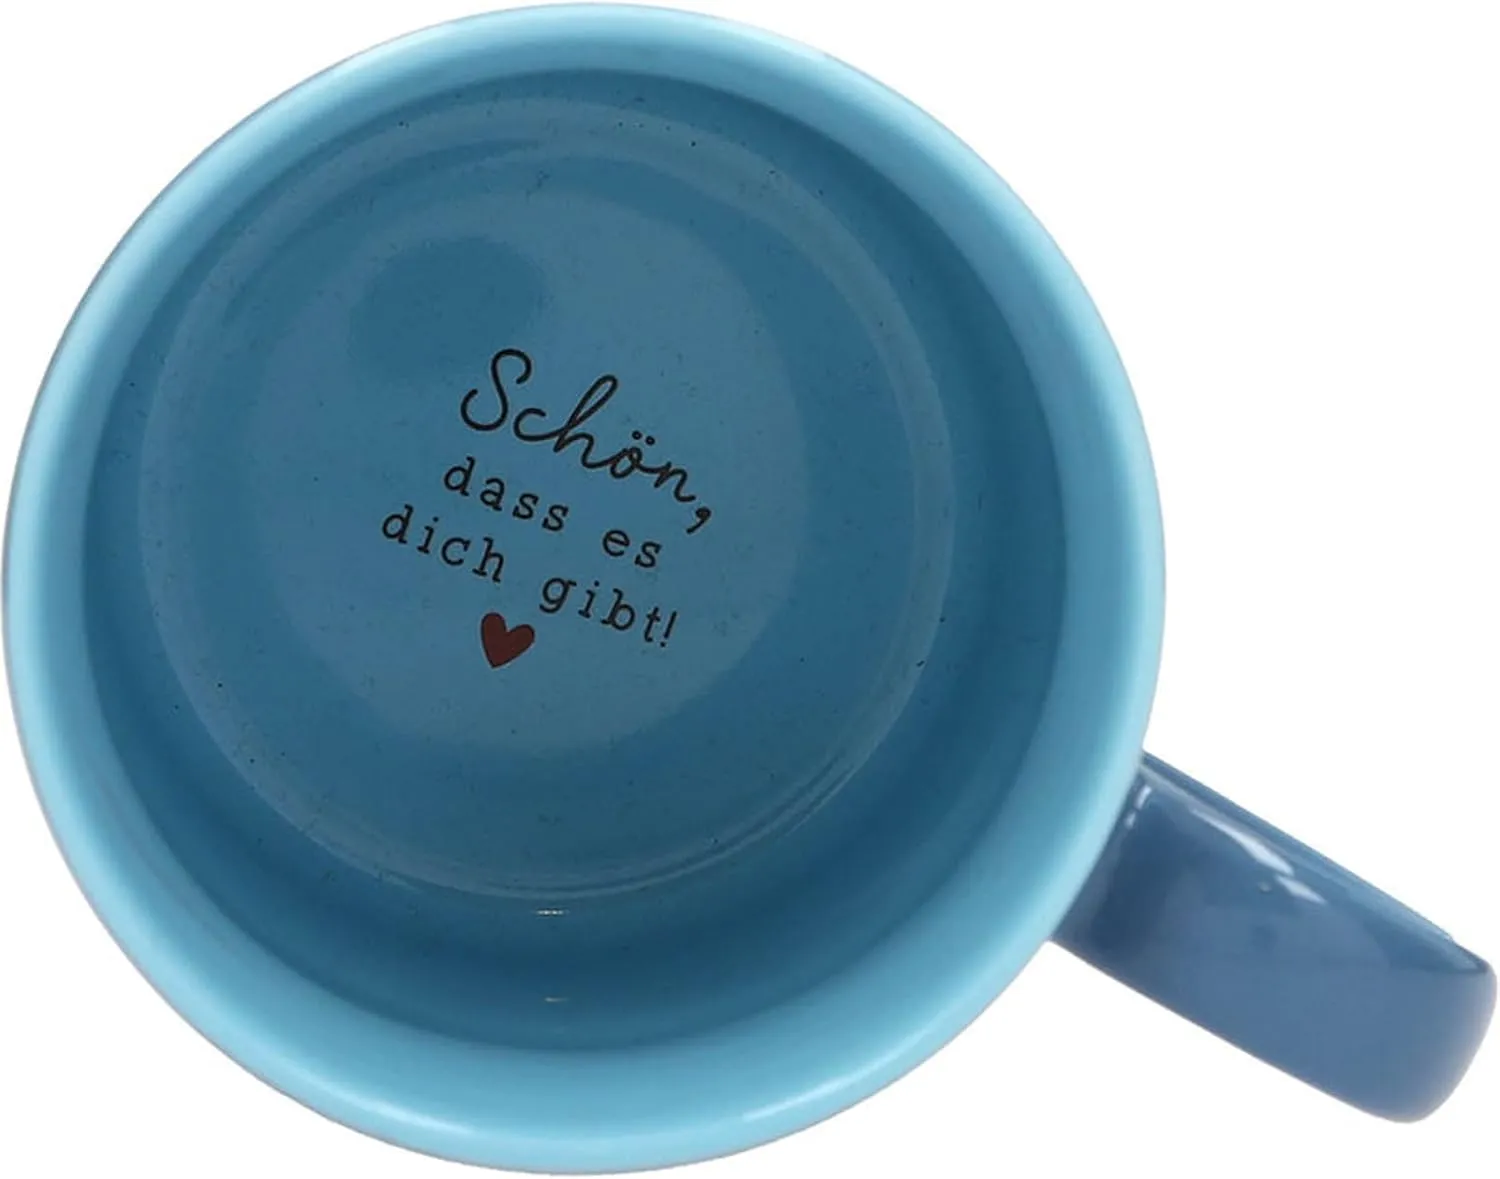 Schön,
dass es
dich gibt!